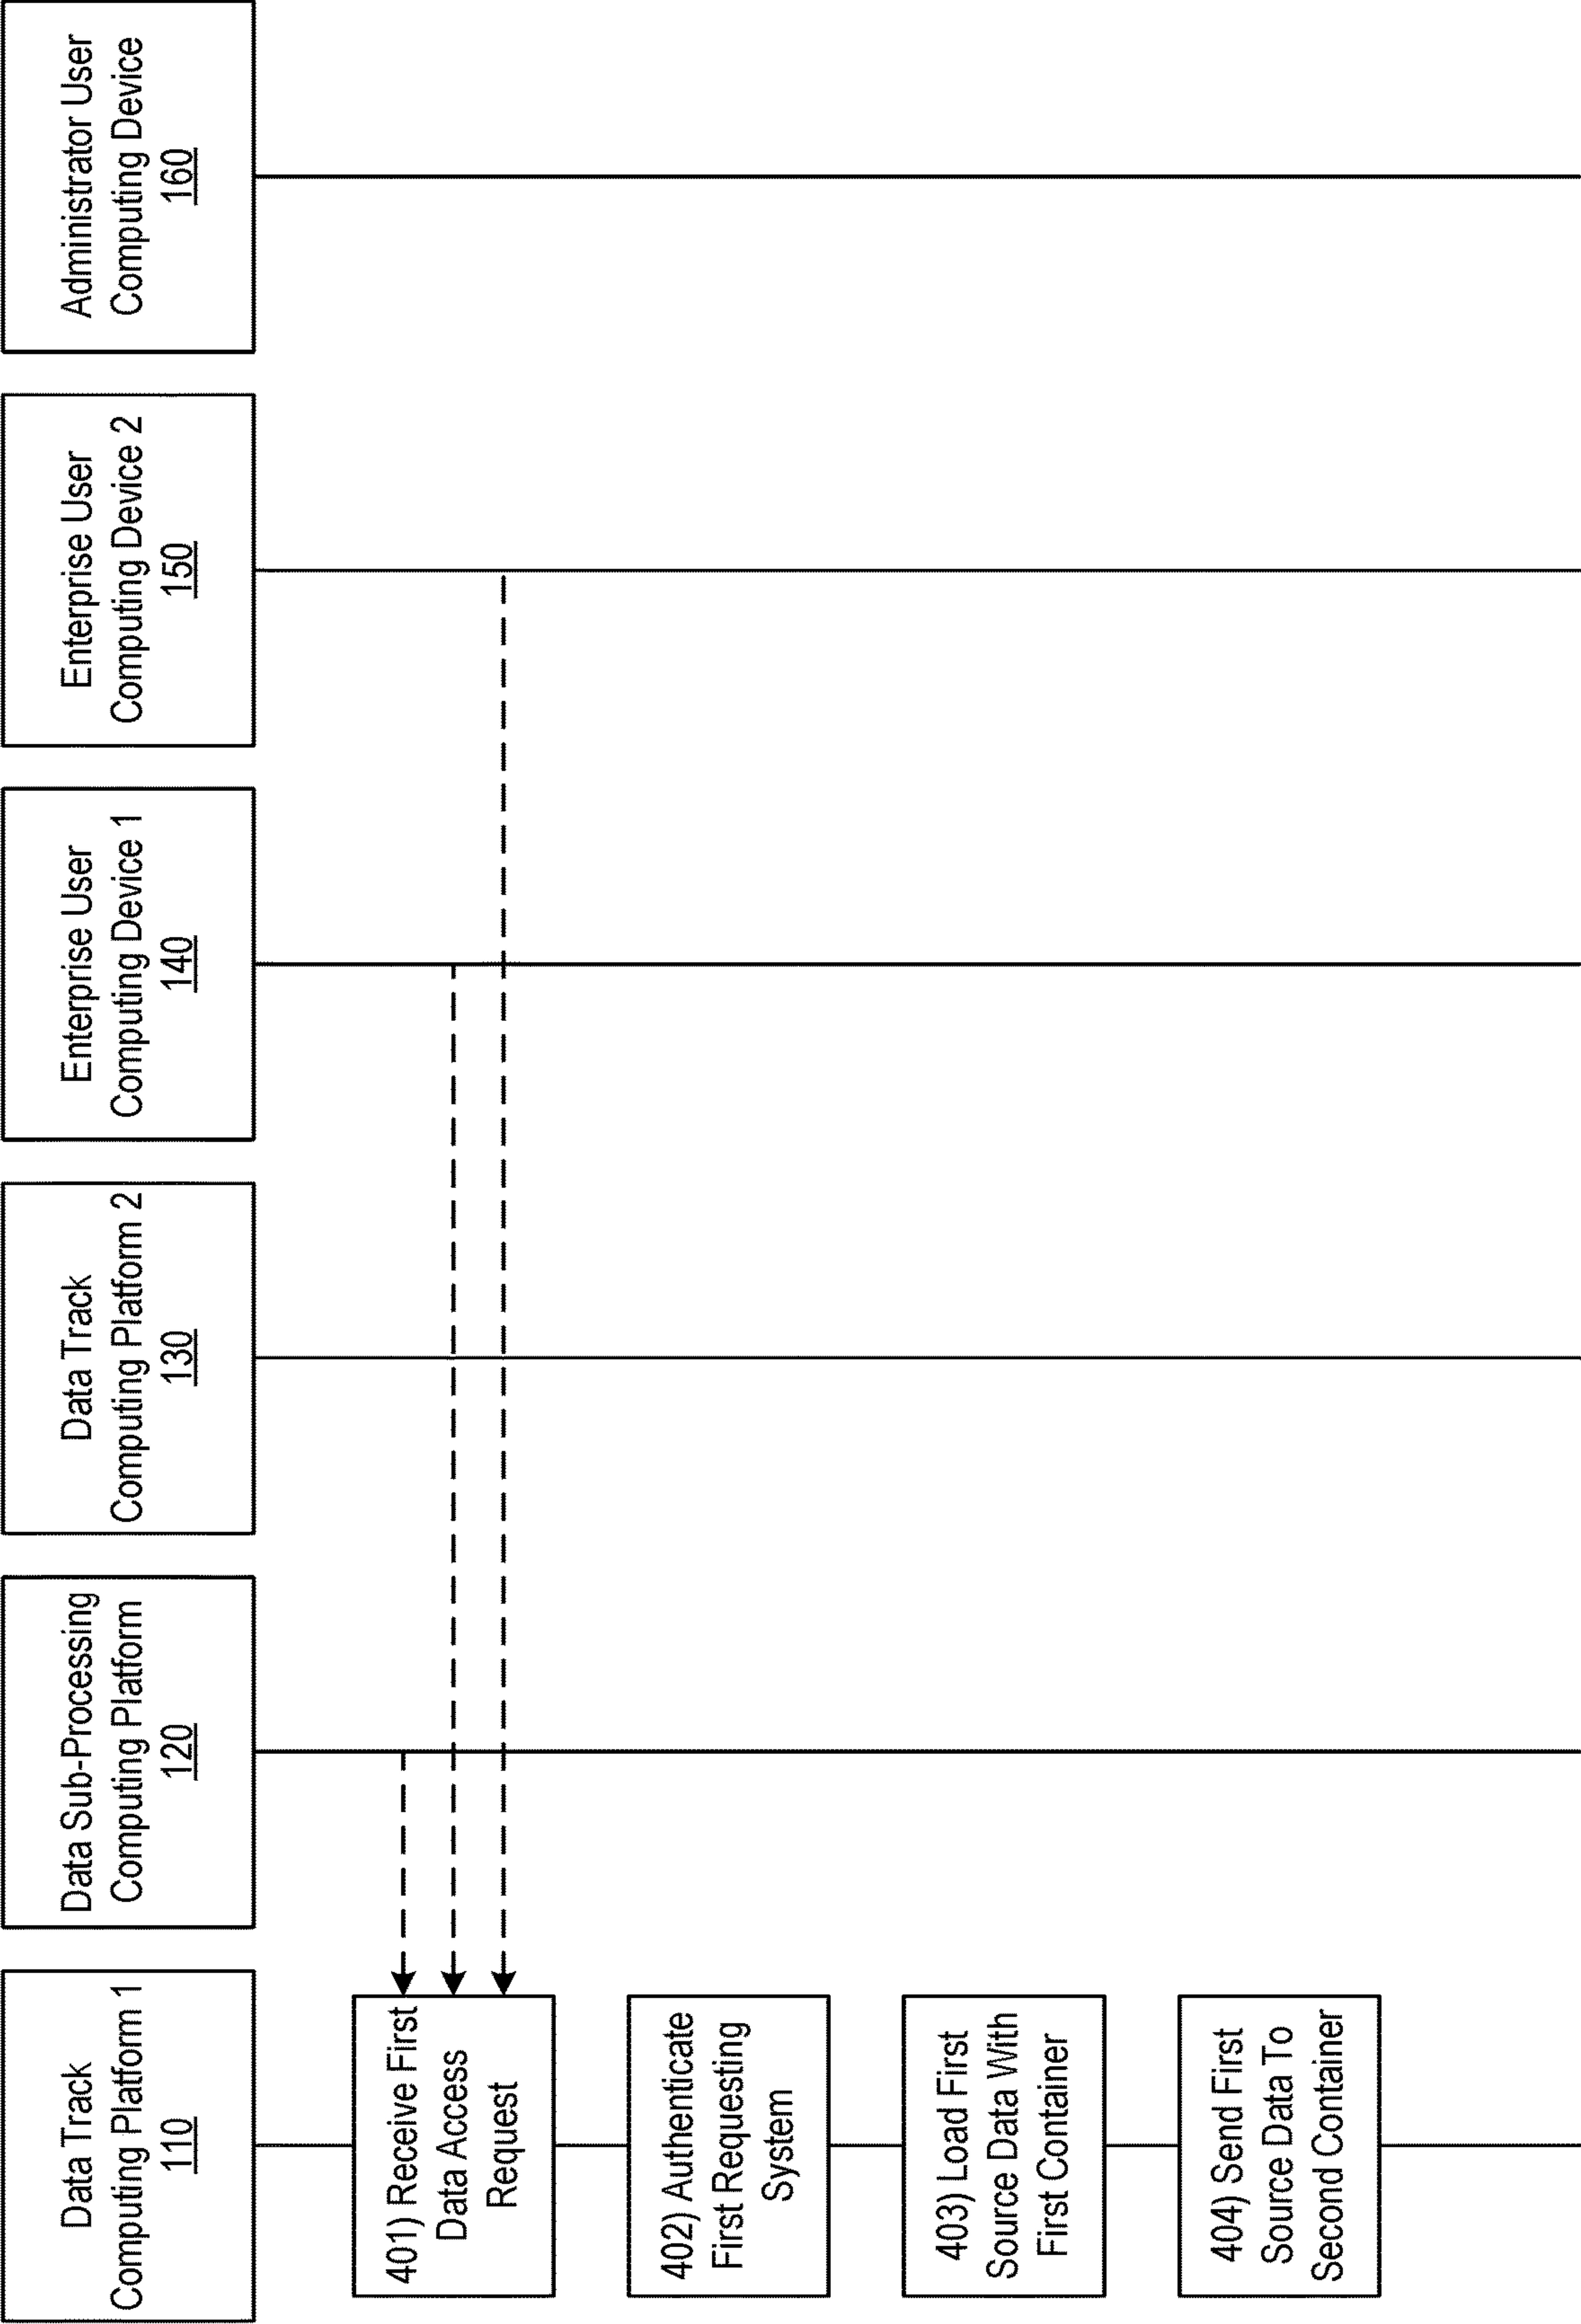 Data Track
Computing Platform 1
110
Data Sub-Processing
Computing Platform
120
Data Track
Computing Platform 2
130
Enterprise User
Computing Device 1
140
Enterprise User
Computing Device 2
150
Administrator User
Computing Device
160
401) Receive First
Data Access
Request
402) Authenticate
First Requesting
System
403) Load First
Source Data With
First Container
404) Send First
Source Data To
Second Container